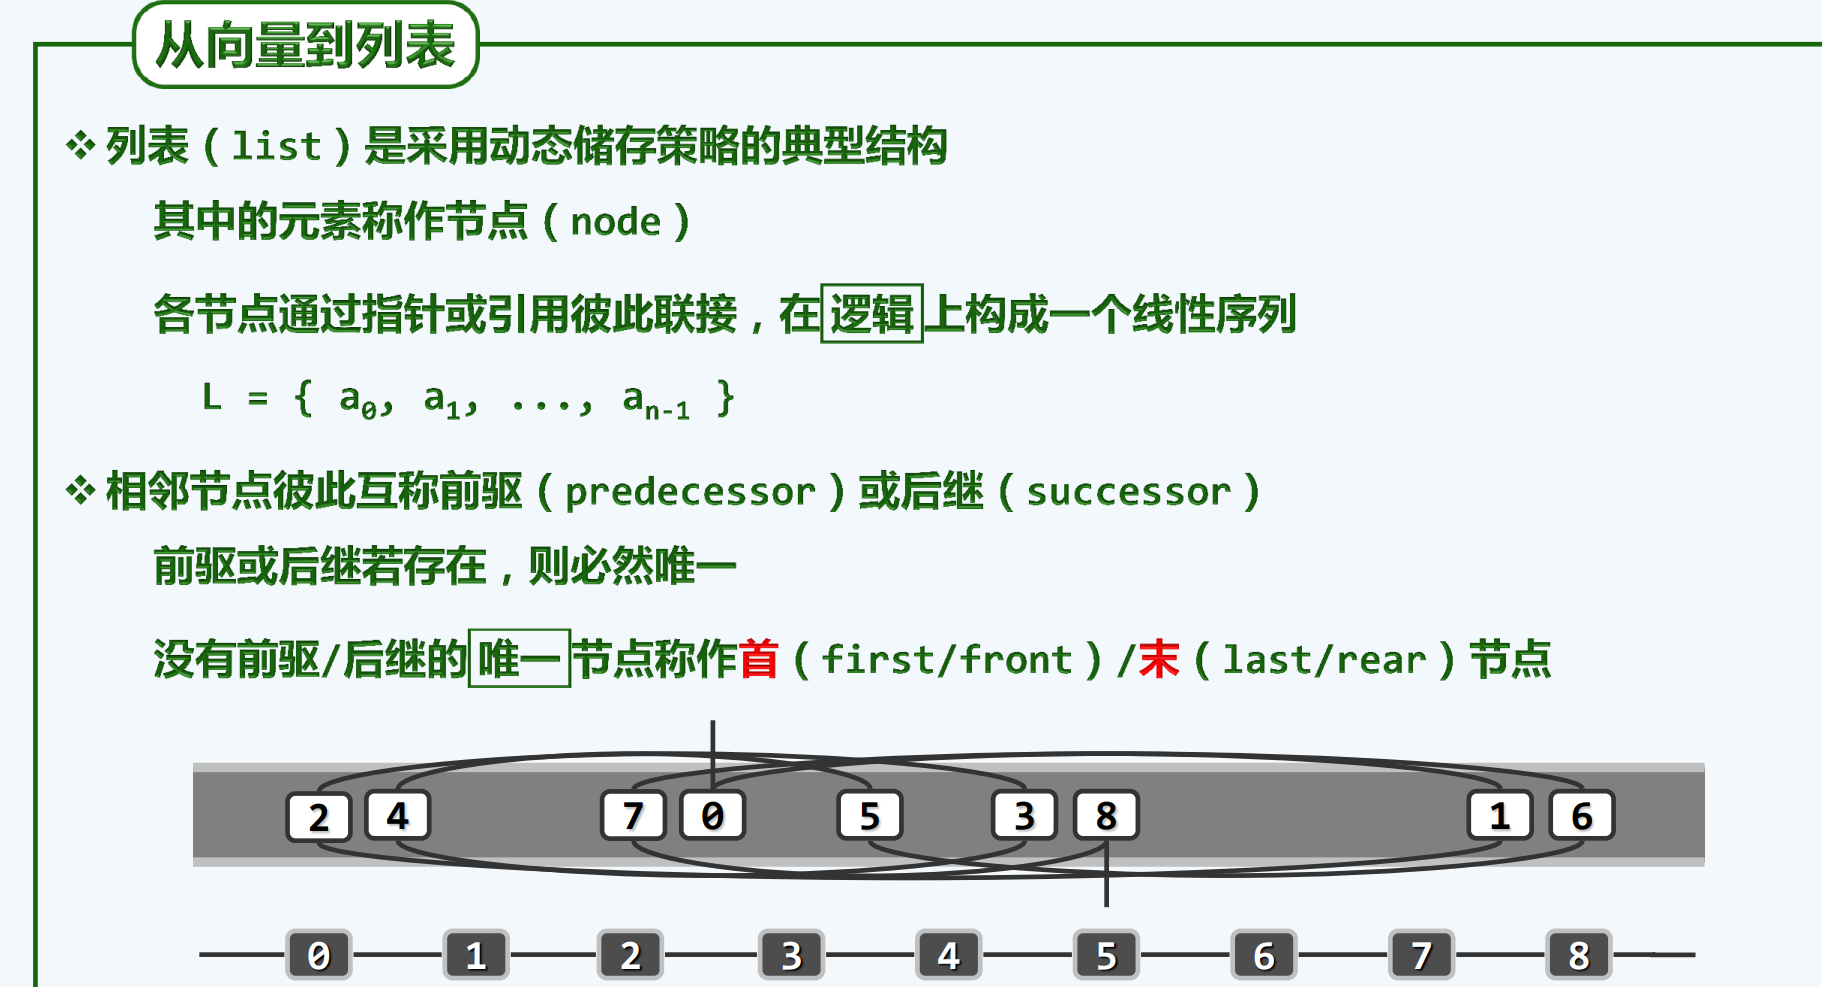 从向量到列表
❖ 列表(list)是采用动态储存策略的典型结构
其中的元素称作节点(node)
各节点通过指针或引用彼此联接,在逻辑上构成一个线性序列
L = { a0, a1, ..., an-1 }
❖ 相邻节点彼此互称前驱(predecessor)或后继(successor)
前驱或后继若存在,则必然唯一
没有前驱/后继的唯一节点称作首(first/front)/末(last/rear)节点
2 4 7 0 5 3 8 1 6
0 1 2 3 4 5 6 7 8